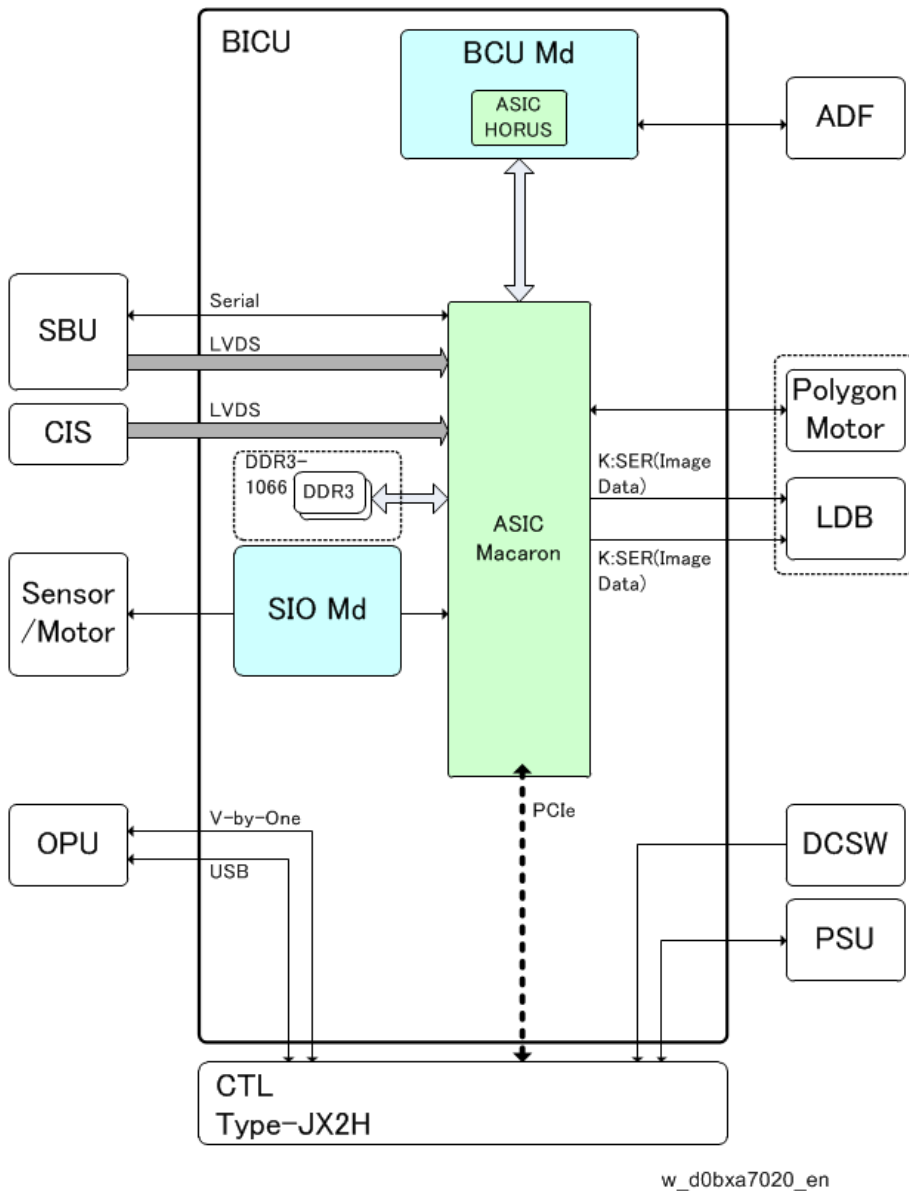 BICU
BCU Md
ASIC
HORUS
ADF
Serial
SBU
LVDS
LVDS
CIS
Polygon
Motor
DDR3-
1066
DDR3
K:SER(Image
Data)
ASIC
Macaron
LDB
K:SER(Image
Data)
Sensor
/Motor
SIO Md
V-by-One
PCIe
OPU
USB
DCSW
PSU
CTL
Type-JX2H
w_d0bxa7020_en